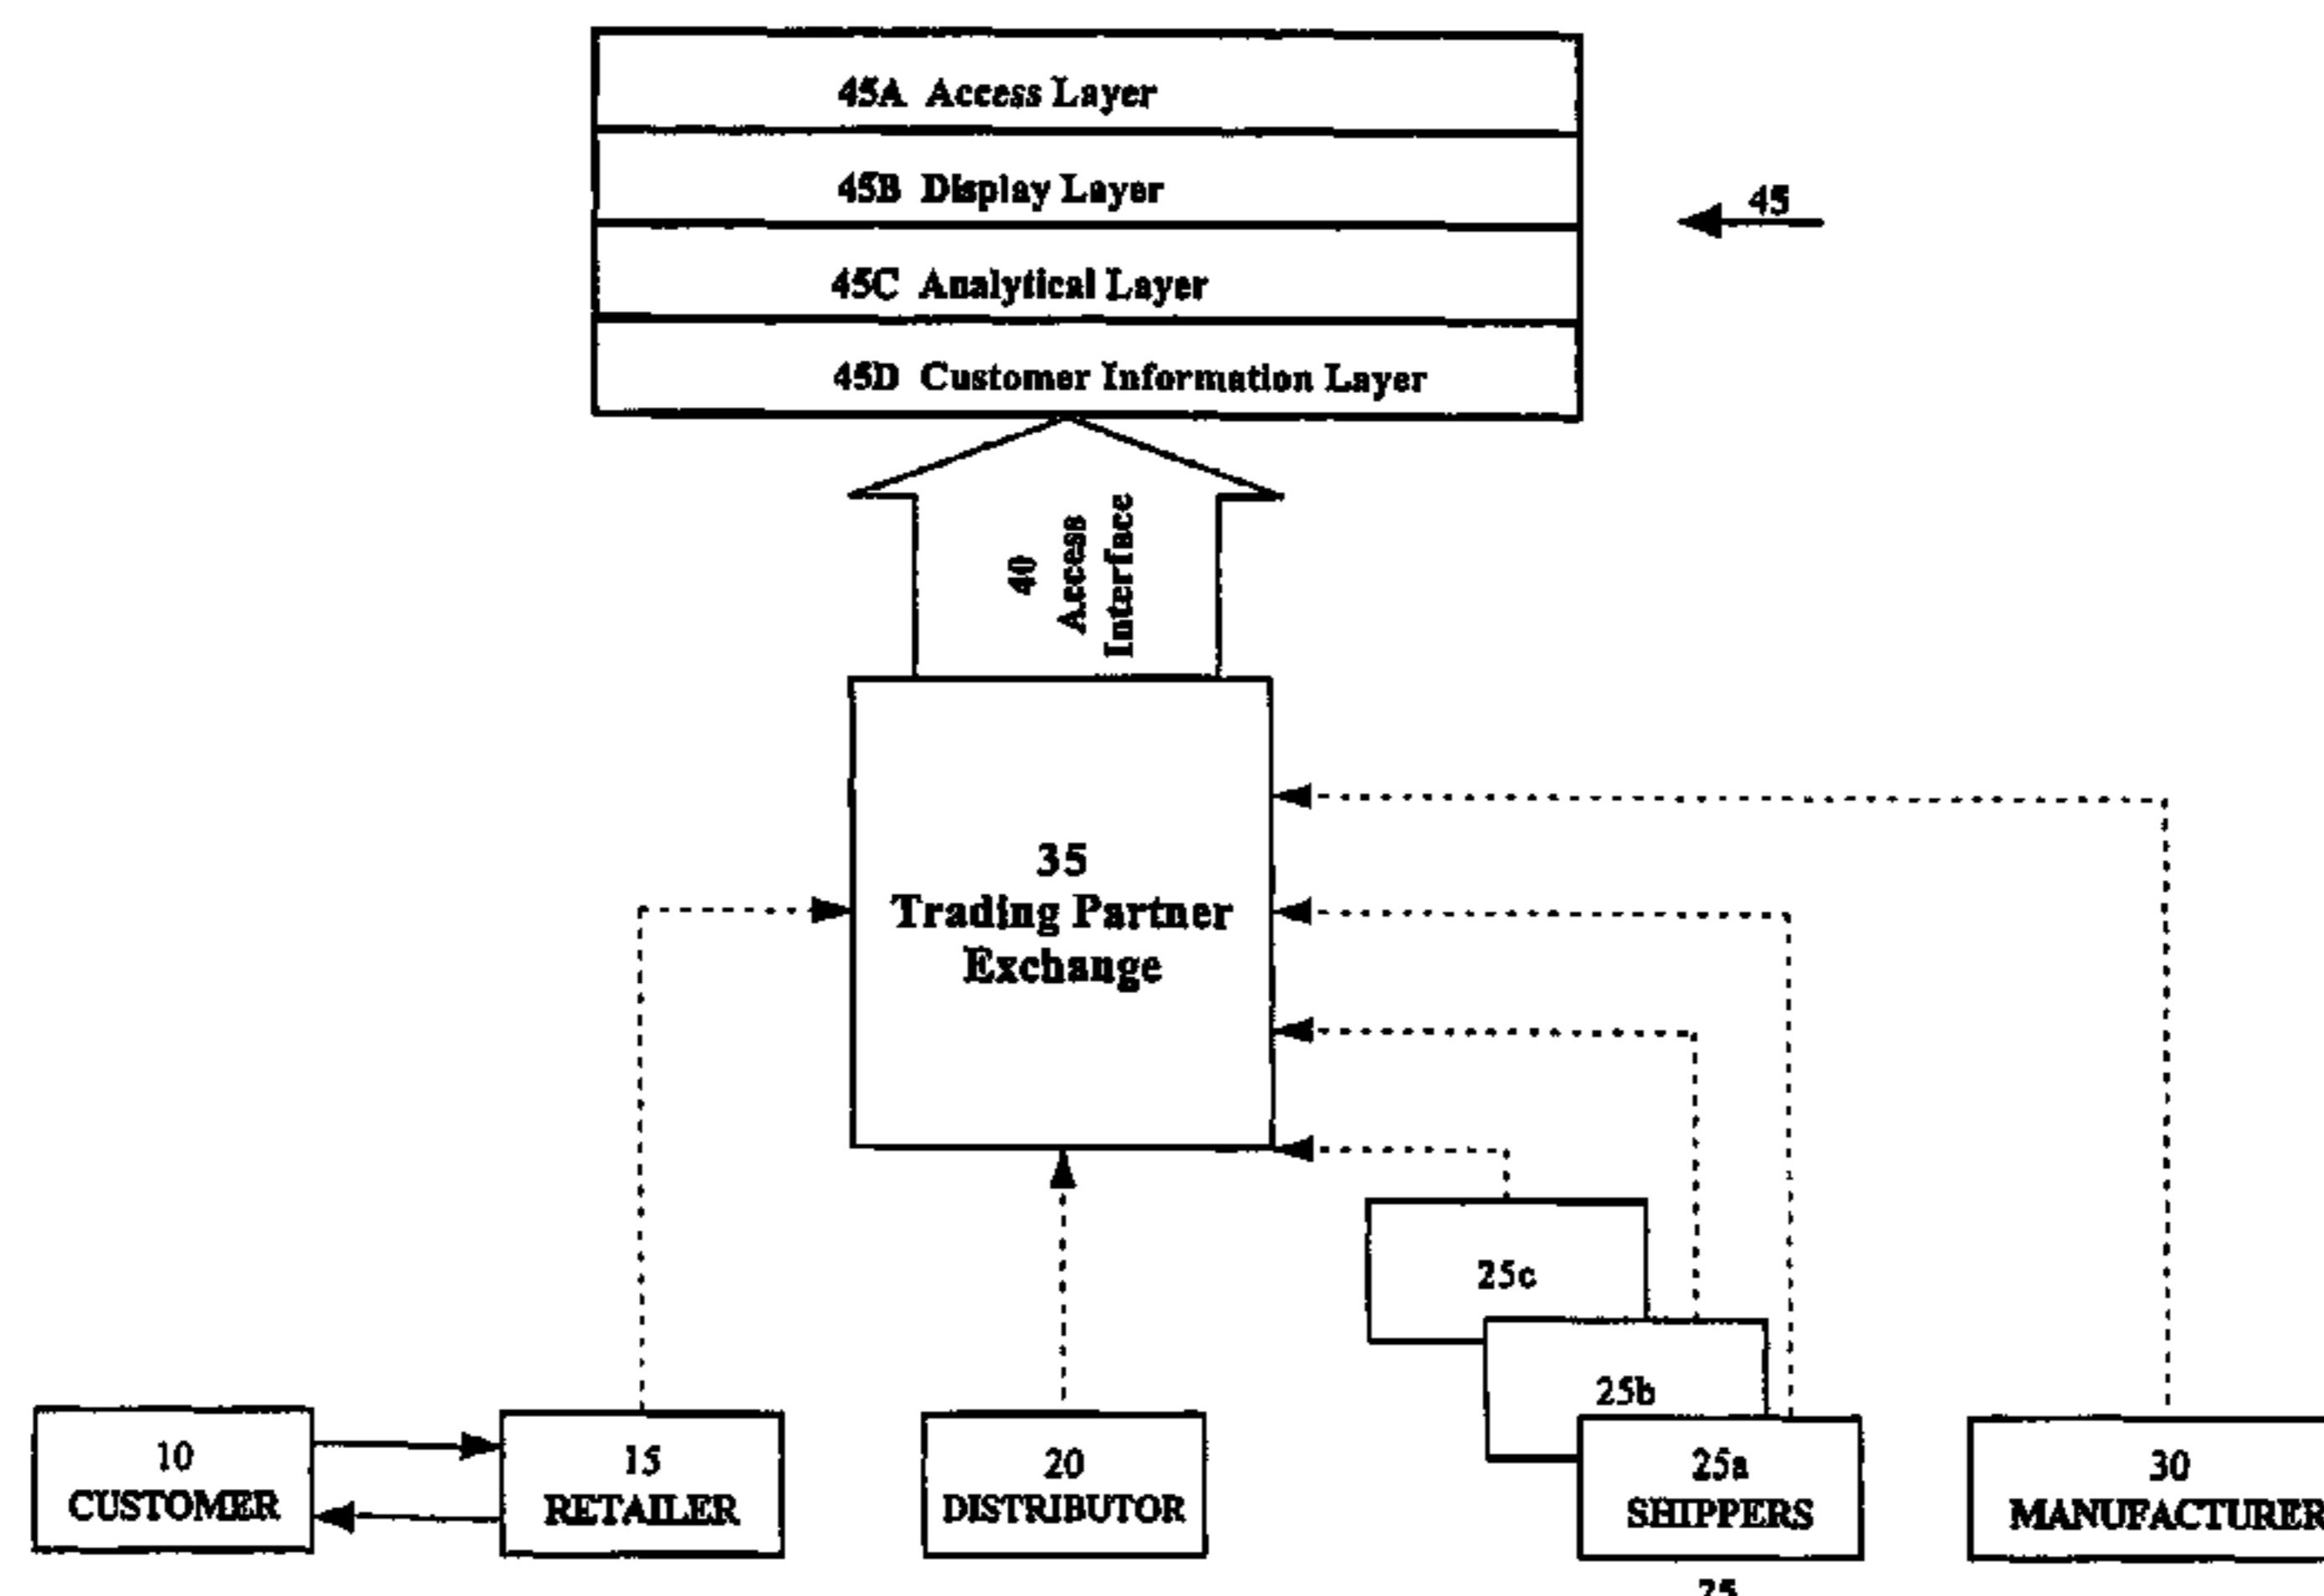 45A Access Layer
45B Display Layer
45
45C Analytical Layer
45D Customer Information Layer
40
Access
Interface
35
Trading Partner
Exchange
25c
25b
10
CUSTOMER
15
RETAILER
20
DISTRIBUTOR
25a
SHIPPERS
30
MANUFACTURER
25